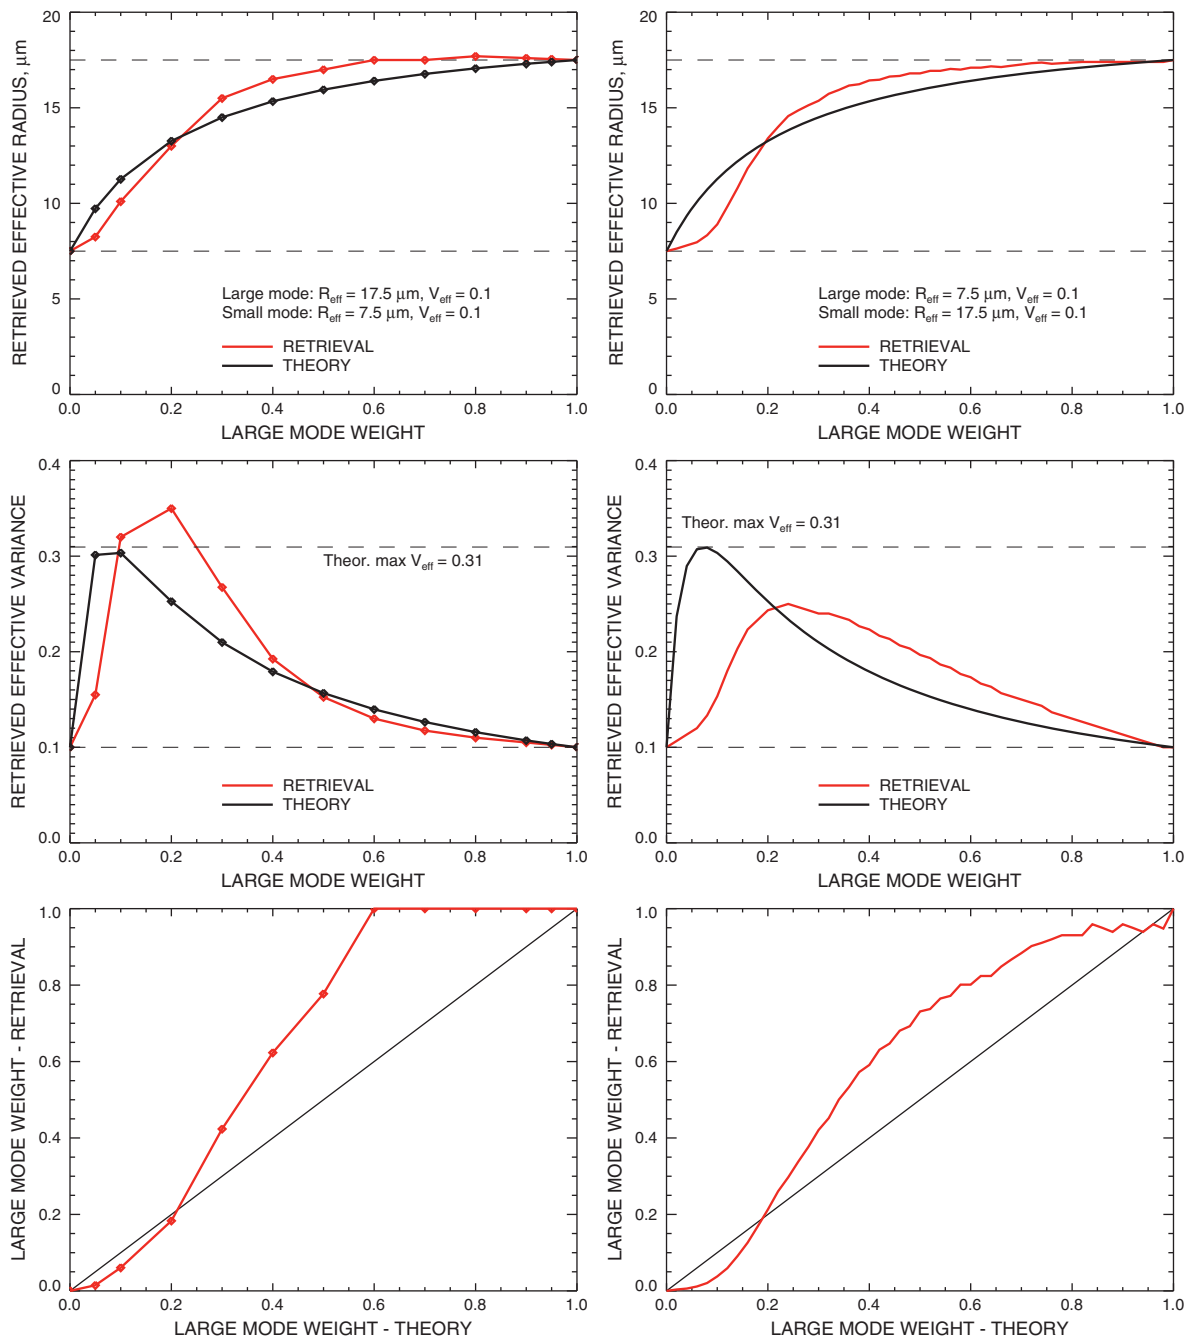 20
15
10
5
0
RETRIEVED EFFECTIVE RADIUS, μm
Large mode: Reff = 17.5 μm, Veff = 0.1
Small mode: Reff = 7.5 μm, Veff = 0.1
RETRIEVAL
THEORY
0.0 0.2 0.4 0.6 0.8 1.0
LARGE MODE WEIGHT
20
15
10
5
0
RETRIEVED EFFECTIVE RADIUS, μm
Large mode: Reff = 7.5 μm, Veff = 0.1
Small mode: Reff = 17.5 μm, Veff = 0.1
RETRIEVAL
THEORY
0.0 0.2 0.4 0.6 0.8 1.0
LARGE MODE WEIGHT
0.4
0.3
0.2
0.1
0.0
RETRIEVED EFFECTIVE VARIANCE
Theor. max Veff = 0.31
RETRIEVAL
THEORY
0.0 0.2 0.4 0.6 0.8 1.0
LARGE MODE WEIGHT
0.4
0.3
0.2
0.1
0.0
RETRIEVED EFFECTIVE VARIANCE
Theor. max Veff = 0.31
RETRIEVAL
THEORY
0.0 0.2 0.4 0.6 0.8 1.0
LARGE MODE WEIGHT
1.0
0.8
0.6
0.4
0.2
0.0
LARGE MODE WEIGHT - RETRIEVAL
0.0 0.2 0.4 0.6 0.8 1.0
LARGE MODE WEIGHT - THEORY
1.0
0.8
0.6
0.4
0.2
0.0
LARGE MODE WEIGHT - RETRIEVAL
0.0 0.2 0.4 0.6 0.8 1.0
LARGE MODE WEIGHT - THEORY